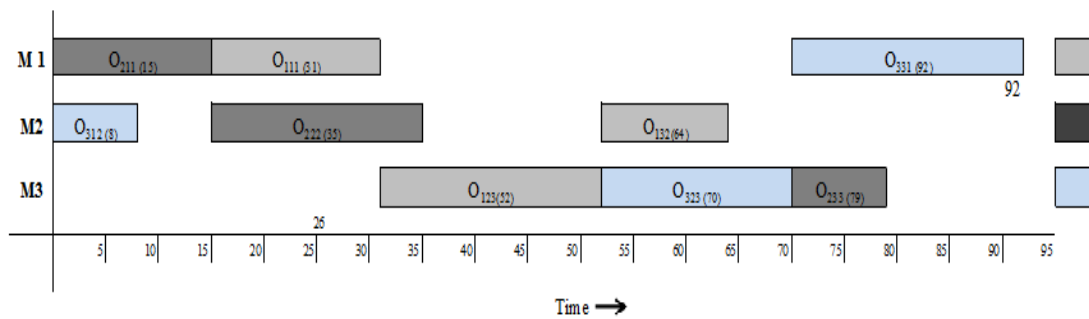 M 1 O211 (15) O111 (31) O331 (92)
92
M2 O312 (8) O222 (35) O132(64)
M3 O123(52) O323 (70) O233 (79)
26
5 10 15 20 25 30 35 40 45 50 55 60 65 70 75 80 85 90 95
Time →